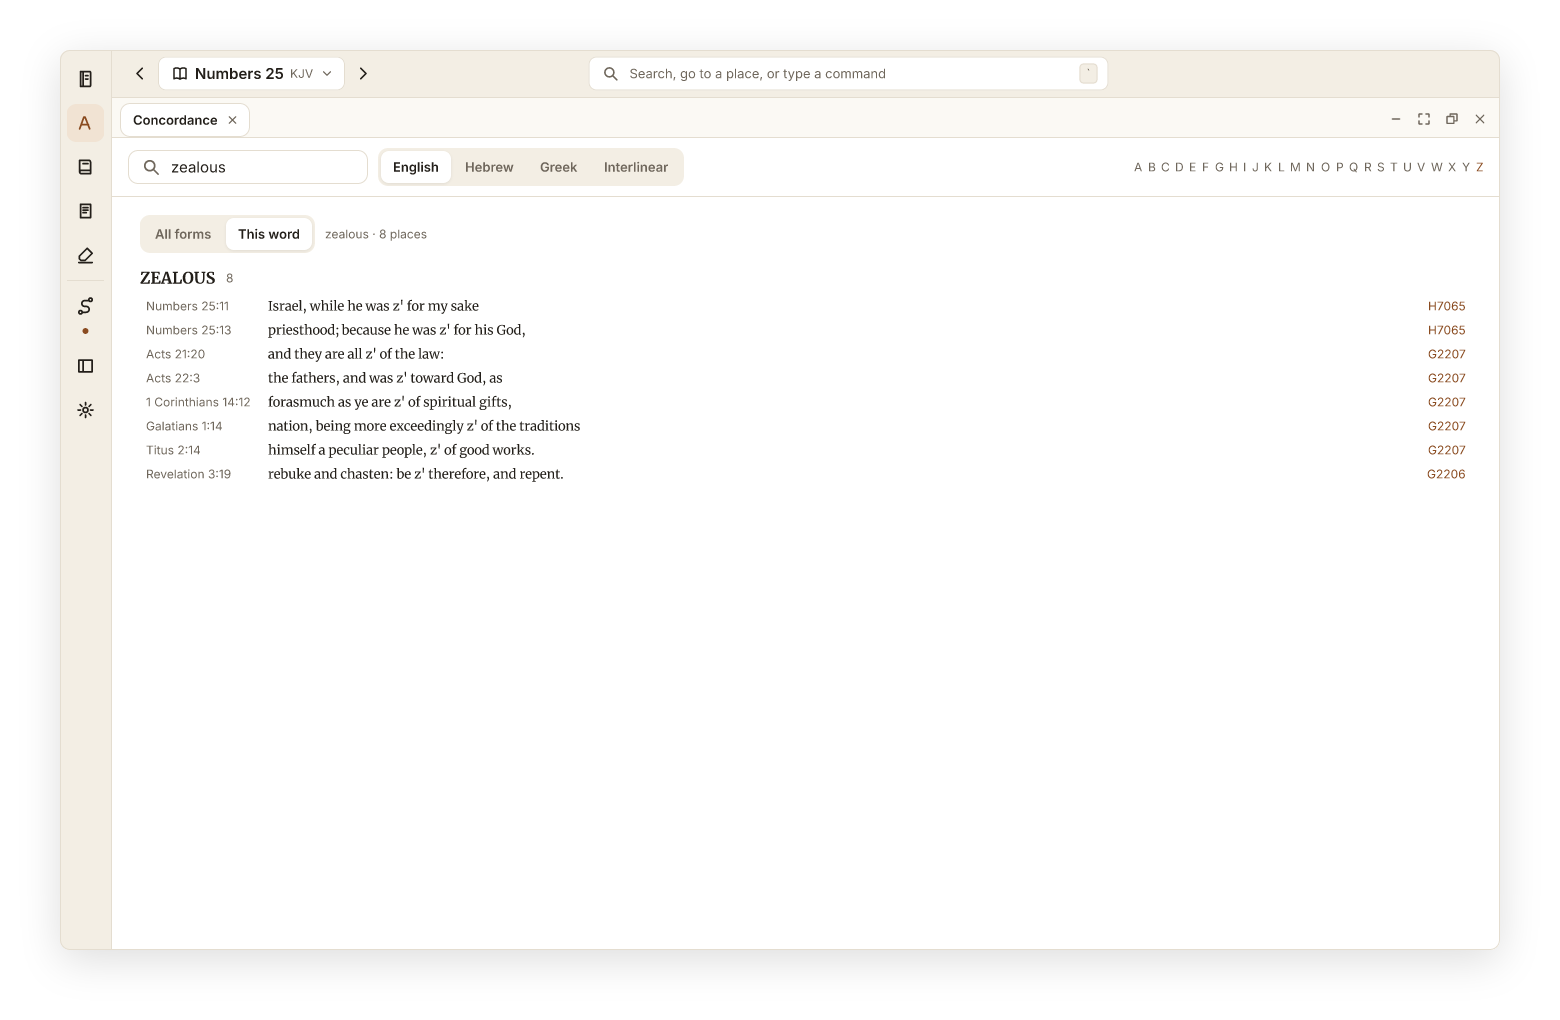 Numbers 25 KJV
Search, go to a place, or type a command
Concordance
zealous
English Hebrew Greek Interlinear
A B C D E F G H I J K L M N O P Q R S T U V W X Y Z
All forms This word zealous · 8 places
ZEALOUS 8
Numbers 25:11 Israel, while he was z' for my sake H7065
Numbers 25:13 priesthood; because he was z' for his God, H7065
Acts 21:20 and they are all z' of the law: G2207
Acts 22:3 the fathers, and was z' toward God, as G2207
1 Corinthians 14:12 forasmuch as ye are z' of spiritual gifts, G2207
Galatians 1:14 nation, being more exceedingly z' of the traditions G2207
Titus 2:14 himself a peculiar people, z' of good works. G2207
Revelation 3:19 rebuke and chasten: be z' therefore, and repent. G2206